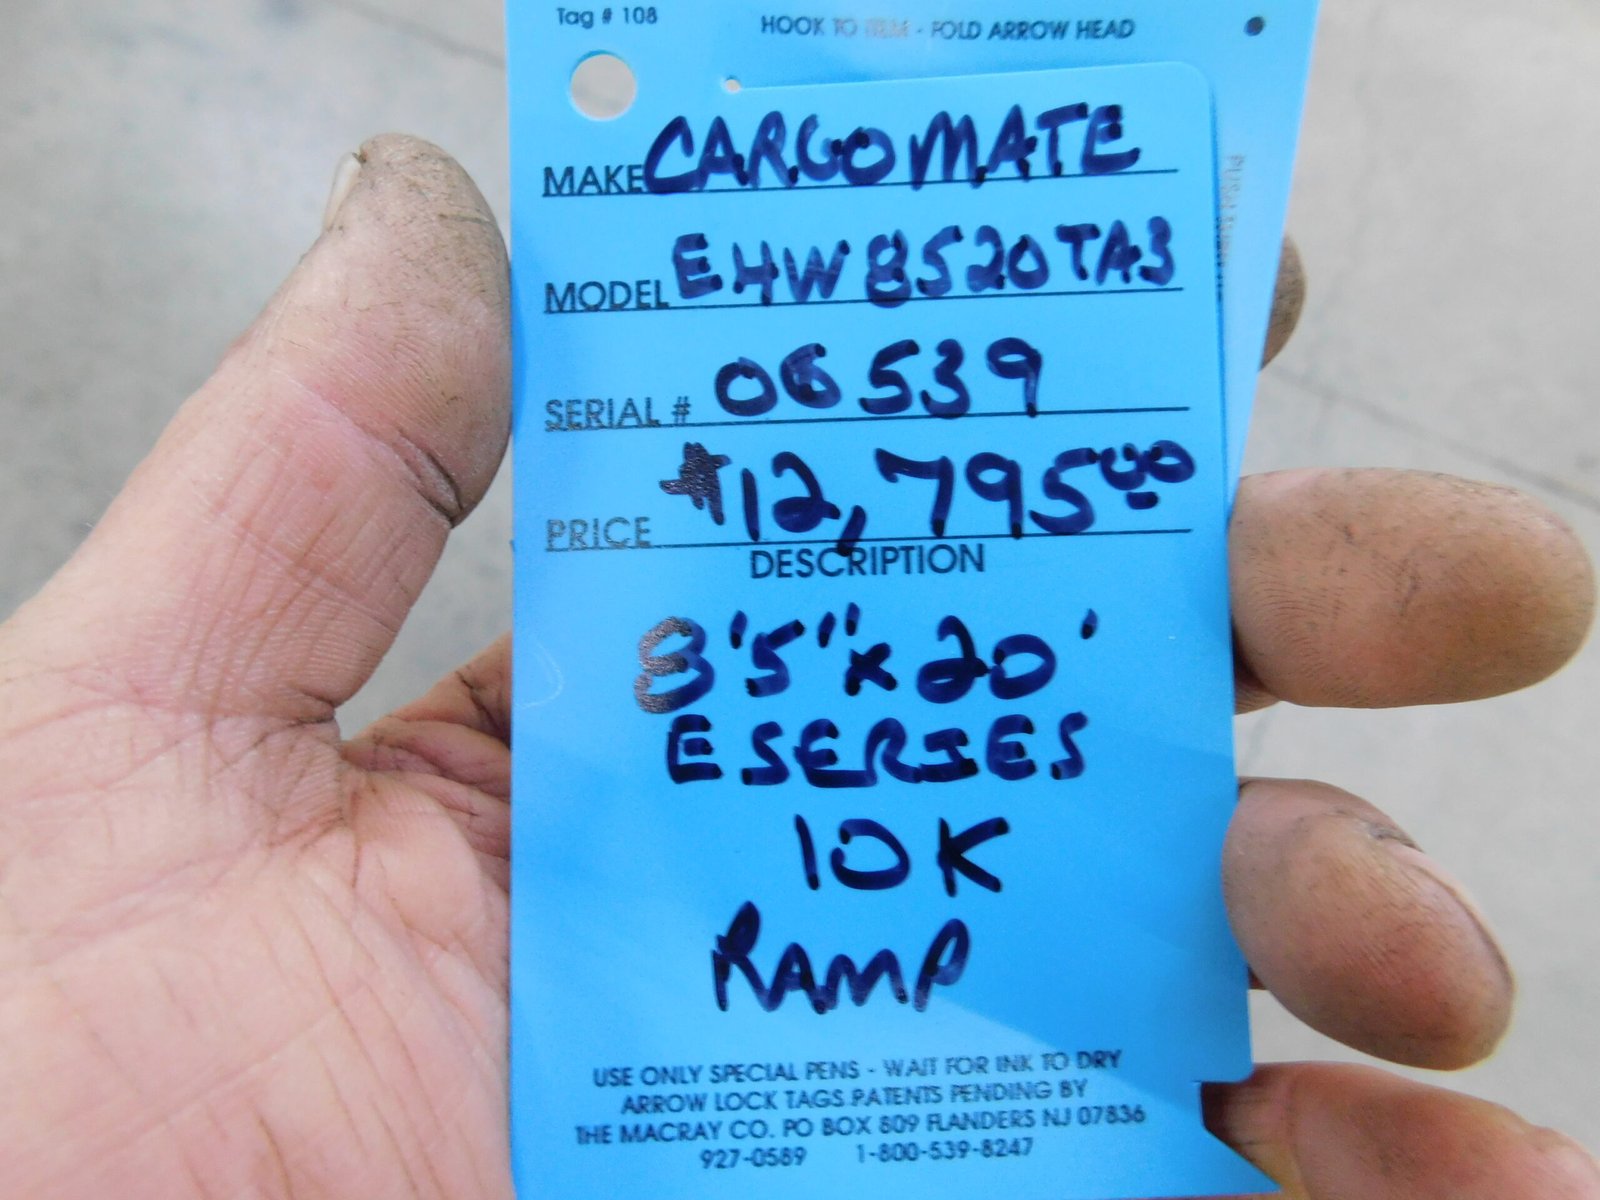 Tag # 108
HOOK TO ITEM - FOLD ARROW HEAD
MAKE CARGOMATE
MODEL EHW8520TA3
SERIAL # 06539
PRICE $12,795.00
DESCRIPTION
8'5"x20'
E SERIES
10K
RAMP
USE ONLY SPECIAL PENS - WAIT FOR INK TO DRY
ARROW LOCK TAGS PATENTS PENDING BY
THE MACRAY CO. PO BOX 809 FLANDERS NJ 07836
927-0589 1-800-539-8247